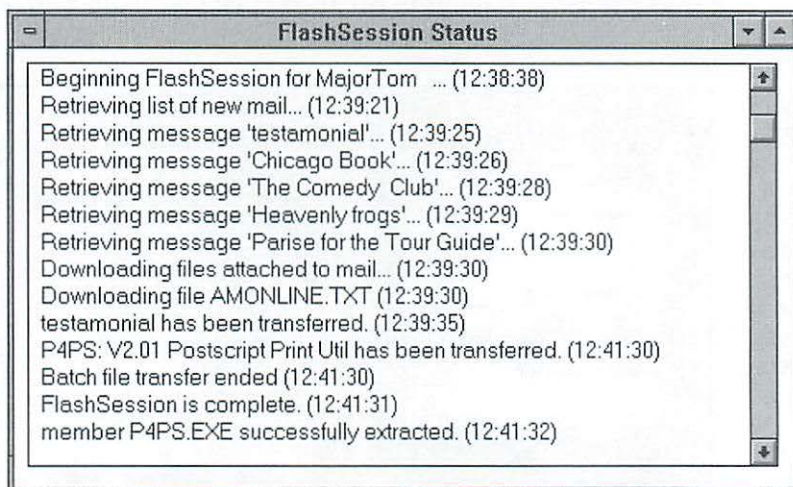 FlashSession Status
Beginning FlashSession for MajorTom ... (12:38:38)
Retrieving list of new mail... (12:39:21)
Retrieving message 'testamonial'... (12:39:25)
Retrieving message 'Chicago Book'... (12:39:26)
Retrieving message 'The Comedy Club'... (12:39:28)
Retrieving message 'Heavenly frogs'... (12:39:29)
Retrieving message 'Parise for the Tour Guide'... (12:39:30)
Downloading files attached to mail... (12:39:30)
Downloading file AMONLINE.TXT (12:39:30)
testamonial has been transferred. (12:39:35)
P4PS: V2.01 Postscript Print Util has been transferred. (12:41:30)
Batch file transfer ended (12:41:30)
FlashSession is complete. (12:41:31)
member P4PS.EXE successfully extracted. (12:41:32)